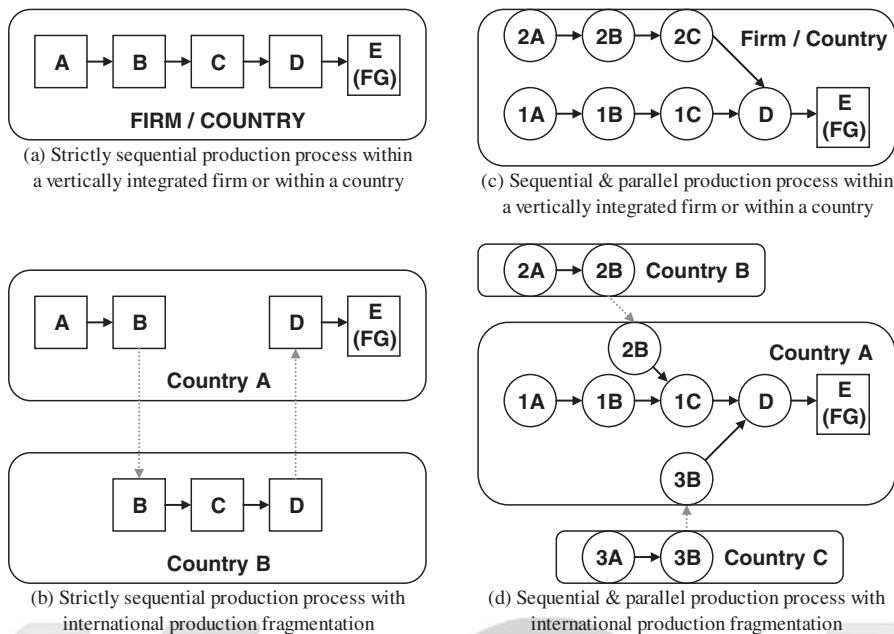 A
B
C
D
E
(FG)
FIRM / COUNTRY
(a) Strictly sequential production process within
a vertically integrated firm or within a country
2A
2B
2C
Firm / Country
1A
1B
1C
D
E
(FG)
(c) Sequential & parallel production process within
a vertically integrated firm or within a country
A
B
D
E
(FG)
Country A
B
C
D
Country B
(b) Strictly sequential production process with
international production fragmentation
2A
2B
Country B
2B
Country A
1A
1B
1C
D
E
(FG)
3B
3A
3B
Country C
(d) Sequential & parallel production process with
international production fragmentation